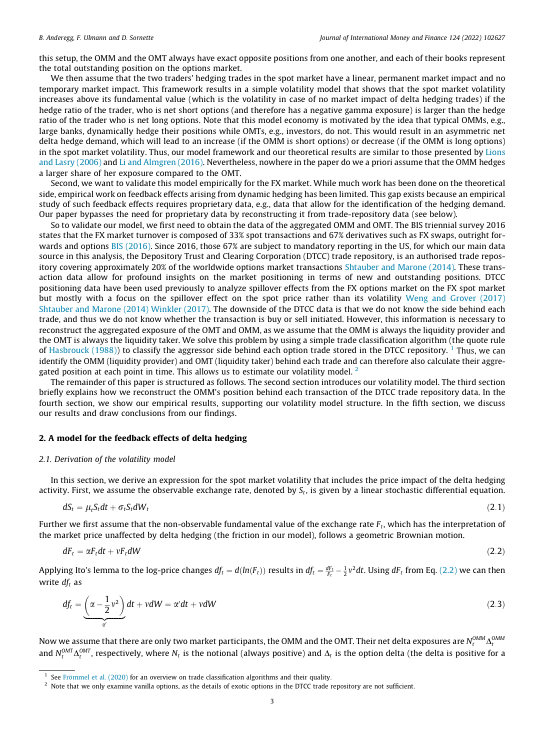 B. Anderegg, F. Ulmann and D. Sornette Journal of International Money and Finance 124 (2022) 102627
this setup, the OMM and the OMT always have exact opposite positions from one another, and each of their books represent
the total outstanding position on the options market.
We then assume that the two traders' hedging trades in the spot market have a linear, permanent market impact and no
temporary market impact. This framework results in a simple volatility model that shows that the spot market volatility
increases above its fundamental value (which is the volatility in case of no market impact of delta hedging trades) if the
hedge ratio of the trader, who is net short options (and therefore has a negative gamma exposure) is larger than the hedge
ratio of the trader who is net long options. Note that this model economy is motivated by the idea that typical OMMs, e.g.,
large banks, dynamically hedge their positions while OMTs, e.g., investors, do not. This would result in an asymmetric net
delta hedge demand, which will lead to an increase (if the OMM is short options) or decrease (if the OMM is long options)
in the spot market volatility. Thus, our model framework and our theoretical results are similar to those presented by Lions
and Lasry (2006) and Li and Almgren (2016). Nevertheless, nowhere in the paper do we a priori assume that the OMM hedges
a larger share of her exposure compared to the OMT.
Second, we want to validate this model empirically for the FX market. While much work has been done on the theoretical
side, empirical work on feedback effects arising from dynamic hedging has been limited. This gap exists because an empirical
study of such feedback effects requires proprietary data, e.g., data that allow for the identification of the hedging demand.
Our paper bypasses the need for proprietary data by reconstructing it from trade-repository data (see below).
So to validate our model, we first need to obtain the data of the aggregated OMM and OMT. The BIS triennial survey 2016
states that the FX market turnover is composed of 33% spot transactions and 67% derivatives such as FX swaps, outright for-
wards and options BIS (2016). Since 2016, those 67% are subject to mandatory reporting in the US, for which our main data
source in this analysis, the Depository Trust and Clearing Corporation (DTCC) trade repository, is an authorised trade repos-
itory covering approximately 20% of the worldwide options market transactions Shtauber and Marone (2014). These trans-
action data allow for profound insights on the market positioning in terms of new and outstanding positions. DTCC
positioning data have been used previously to analyze spillover effects from the FX options market on the FX spot market
but mostly with a focus on the spillover effect on the spot price rather than its volatility Weng and Grover (2017)
Shtauber and Marone (2014) Winkler (2017). The downside of the DTCC data is that we do not know the side behind each
trade, and thus we do not know whether the transaction is buy or sell initiated. However, this information is necessary to
reconstruct the aggregated exposure of the OMT and OMM, as we assume that the OMM is always the liquidity provider and
the OMT is always the liquidity taker. We solve this problem by using a simple trade classification algorithm (the quote rule
of Hasbrouck (1988)) to classify the aggressor side behind each option trade stored in the DTCC repository. 1 Thus, we can
identify the OMM (liquidity provider) and OMT (liquidity taker) behind each trade and can therefore also calculate their aggre-
gated position at each point in time. This allows us to estimate our volatility model. 2
The remainder of this paper is structured as follows. The second section introduces our volatility model. The third section
briefly explains how we reconstruct the OMM's position behind each transaction of the DTCC trade repository data. In the
fourth section, we show our empirical results, supporting our volatility model structure. In the fifth section, we discuss
our results and draw conclusions from our findings.
2. A model for the feedback effects of delta hedging
2.1. Derivation of the volatility model
In this section, we derive an expression for the spot market volatility that includes the price impact of the delta hedging
activity. First, we assume the observable exchange rate, denoted by S_t, is given by a linear stochastic differential equation.
dS_t = μ_tS_tdt + σ_tS_tdW_t (2.1)
Further we first assume that the non-observable fundamental value of the exchange rate F_t, which has the interpretation of
the market price unaffected by delta hedging (the friction in our model), follows a geometric Brownian motion.
dF_t = αF_tdt + νF_tdW (2.2)
Applying Ito's lemma to the log-price changes df_t = d(ln(F_t)) results in df_t = dF_t/F_t − 1/2 ν²dt. Using dF_t from Eq. (2.2) we can then
write df_t as
df_t = (α − 1/2 ν²) dt + νdW = α'dt + νdW (2.3)
α'
Now we assume that there are only two market participants, the OMM and the OMT. Their net delta exposures are N_t^OMM Δ_t^OMM
and N_t^OMT Δ_t^OMT, respectively, where N_t is the notional (always positive) and Δ_t is the option delta (the delta is positive for a
1 See Frömmel et al. (2020) for an overview on trade classification algorithms and their quality.
2 Note that we only examine vanilla options, as the details of exotic options in the DTCC trade repository are not sufficient.
3